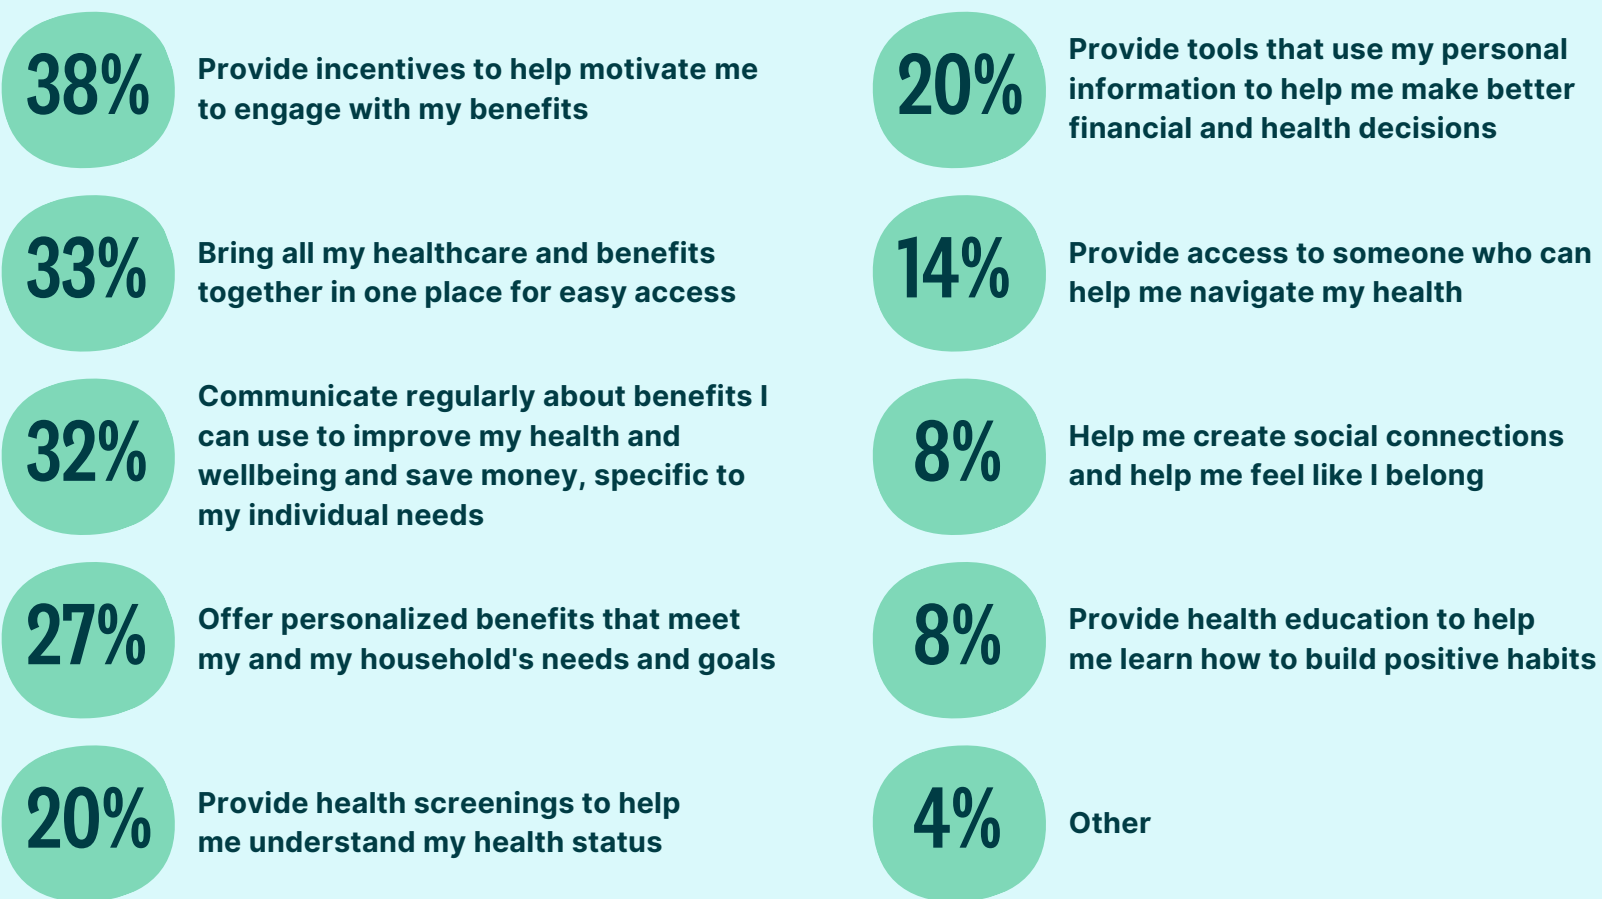 38%
Provide incentives to help motivate me
to engage with my benefits
33%
Bring all my healthcare and benefits
together in one place for easy access
32%
Communicate regularly about benefits I
can use to improve my health and
wellbeing and save money, specific to
my individual needs
27%
Offer personalized benefits that meet
my and my household's needs and goals
20%
Provide health screenings to help
me understand my health status
20%
Provide tools that use my personal
information to help me make better
financial and health decisions
14%
Provide access to someone who can
help me navigate my health
8%
Help me create social connections
and help me feel like I belong
8%
Provide health education to help
me learn how to build positive habits
4%
Other